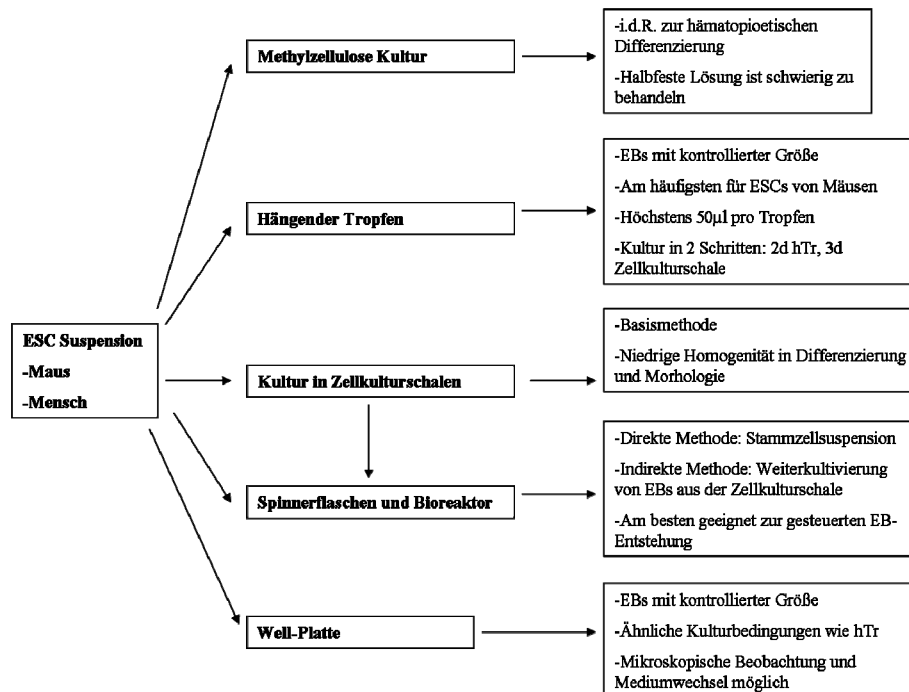 Methylzellulose Kultur
-i.d.R. zur hämatopoietischen
Differenzierung
-Halbfeste Lösung ist schwierig zu
behandeln
Hängender Tropfen
-EBs mit kontrollierter Größe
-Am häufigsten für ESCs von Mäusen
-Höchstens 50µl pro Tropfen
-Kultur in 2 Schritten: 2d hTr, 3d
Zellkulturschale
ESC Suspension
-Maus
-Mensch
Kultur in Zellkulturschalen
-Basismethode
-Niedrige Homogenität in Differenzierung
und Morhologie
Spinnerflaschen und Bioreaktor
-Direkte Methode: Stammzellsuspension
-Indirekte Methode: Weiterkultivierung
von EBs aus der Zellkulturschale
-Am besten geeignet zur gesteuerten EB-
Entstehung
Well-Platte
-EBs mit kontrollierter Größe
-Ähnliche Kulturbedingungen wie hTr
-Mikroskopische Beobachtung und
Mediumwechsel möglich